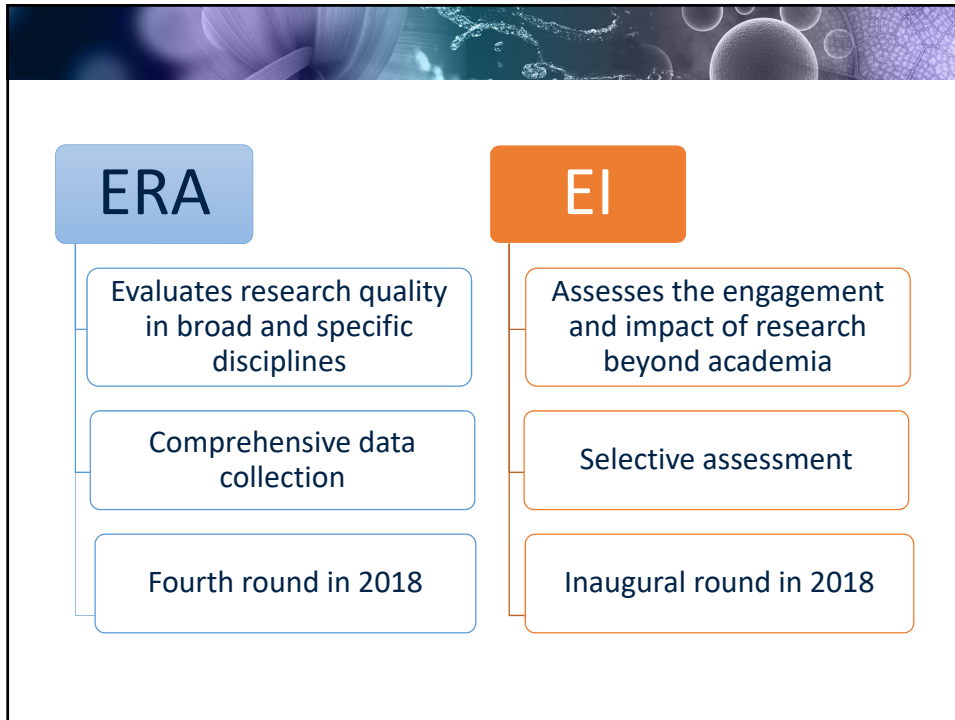 ERA
Evaluates research quality
in broad and specific
disciplines
Comprehensive data
collection
Fourth round in 2018
EI
Assesses the engagement
and impact of research
beyond academia
Selective assessment
Inaugural round in 2018